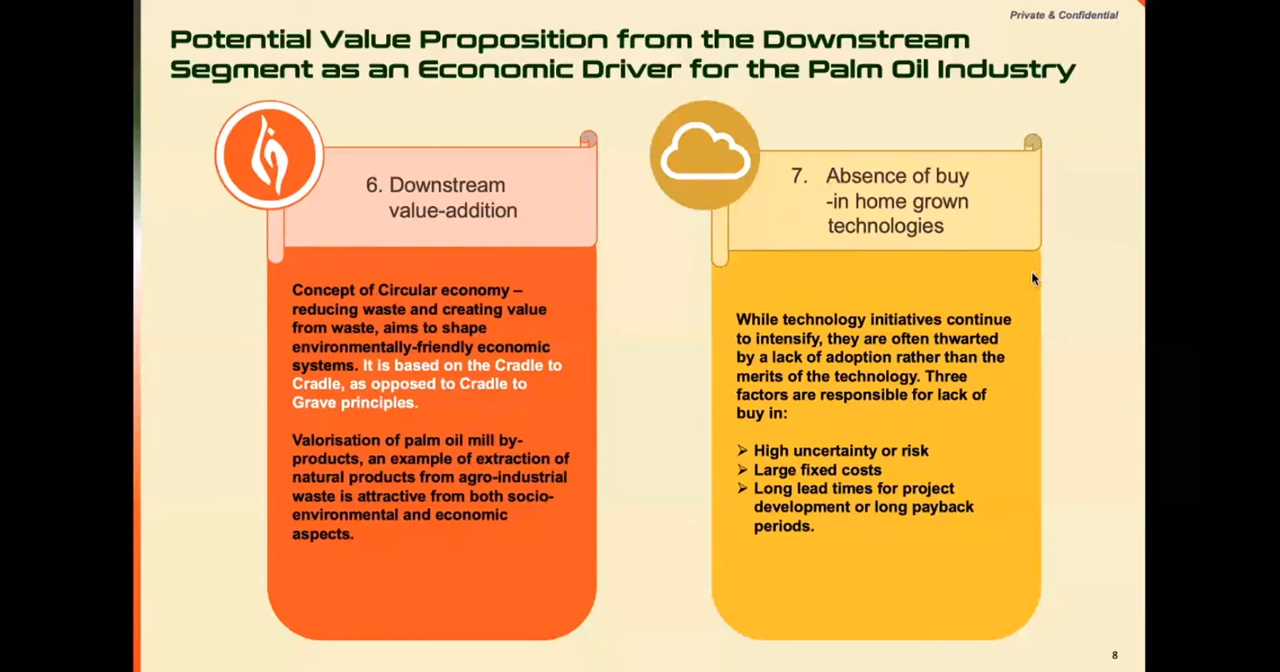 Private & Confidential
Potential Value Proposition from the Downstream
Segment as an Economic Driver for the Palm Oil Industry
6. Downstream
value-addition
Concept of Circular economy –
reducing waste and creating value
from waste, aims to shape
environmentally-friendly economic
systems. It is based on the Cradle to
Cradle, as opposed to Cradle to
Grave principles.
Valorisation of palm oil mill by-
products, an example of extraction of
natural products from agro-industrial
waste is attractive from both socio-
environmental and economic
aspects.
7. Absence of buy
-in home grown
technologies
While technology initiatives continue
to intensify, they are often thwarted
by a lack of adoption rather than the
merits of the technology. Three
factors are responsible for lack of
buy in:
➢ High uncertainty or risk
➢ Large fixed costs
➢ Long lead times for project
development or long payback
periods.
8